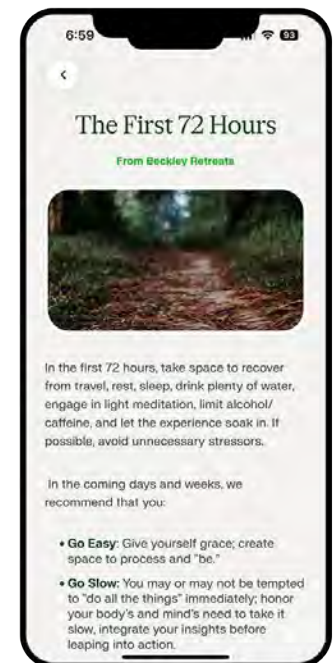 6:59
93
The First 72 Hours
From Beckley Retreats
In the first 72 hours, take space to recover
from travel, rest, sleep, drink plenty of water,
engage in light meditation, limit alcohol/
caffeine, and let the experience soak in. If
possible, avoid unnecessary stressors.
In the coming days and weeks, we
recommend that you:
• Go Easy: Give yourself grace; create
space to process and "be."
• Go Slow: You may or may not be tempted
to "do all the things" immediately; honor
your body's and mind's need to take it
slow, integrate your insights before
leaping into action.